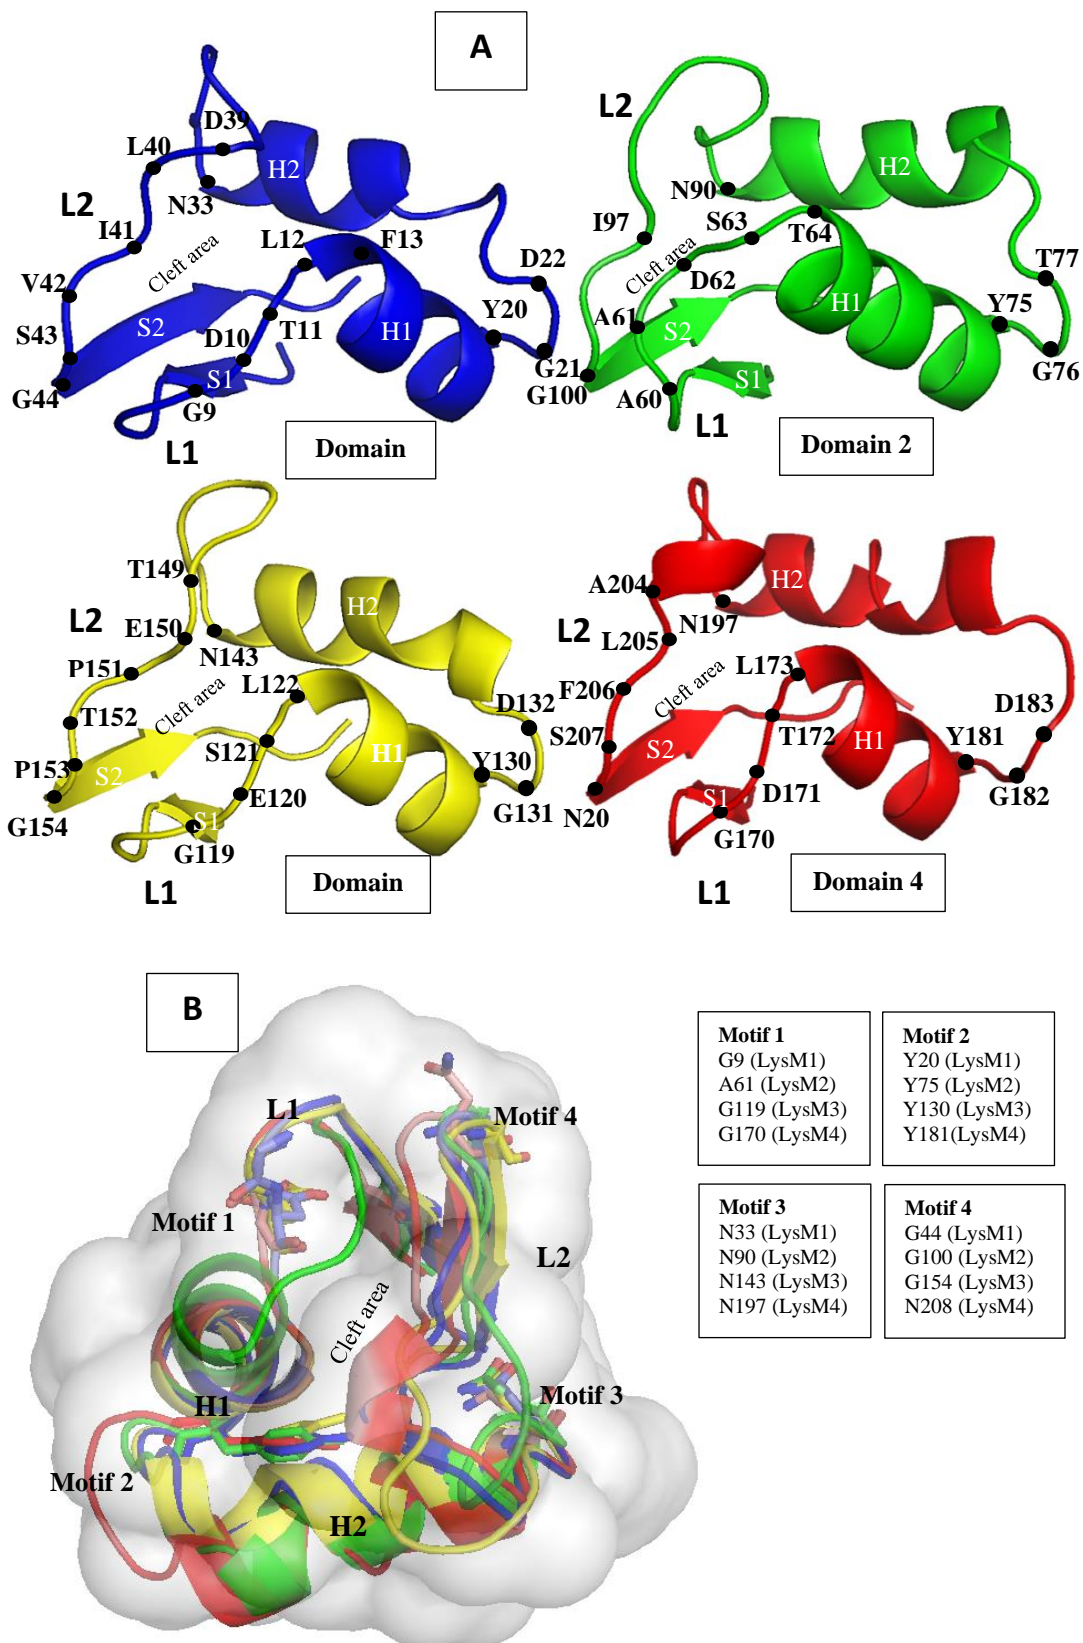 A
D39
L40
H2
N33
L2
I41
L12
F13
Cleft area
D22
V42
S2
T11
Y20
S43
D10
H1
G44
S1
G9
G21
L1
Domain
L2
H2
N90
I97
S63
T64
Cleft area
D62
T77
A61
H1
Y75
S2
G100
S1
G76
A60
L1
Domain 2
T149
H2
L2
E150
N143
P151
L122
Cleft area
D132
T152
S121
H1
Y130
P153
S2
E120
G131
G154
S1
G119
L1
Domain
A204
H2
N197
L2
L205
L173
F206
Cleft area
D183
S207
T172
Y181
S2
H1
D171
N20
S1
G182
G170
L1
Domain 4
B
L1
Motif 4
Motif 1
L2
Cleft area
Motif 3
H1
Motif 2
H2
Motif 1
G9 (LysM1)
A61 (LysM2)
G119 (LysM3)
G170 (LysM4)
Motif 2
Y20 (LysM1)
Y75 (LysM2)
Y130 (LysM3)
Y181(LysM4)
Motif 3
N33 (LysM1)
N90 (LysM2)
N143 (LysM3)
N197 (LysM4)
Motif 4
G44 (LysM1)
G100 (LysM2)
G154 (LysM3)
N208 (LysM4)